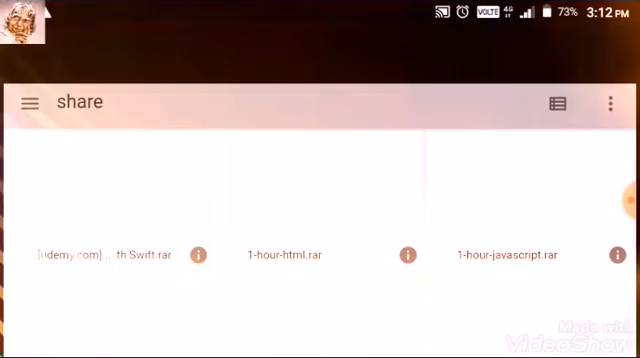 VOLTE 4G 73% 3:12 PM
share
[udemy.com]... th Swift.rar
1-hour-html.rar
1-hour-javascript.rar
Made with
VideoShow